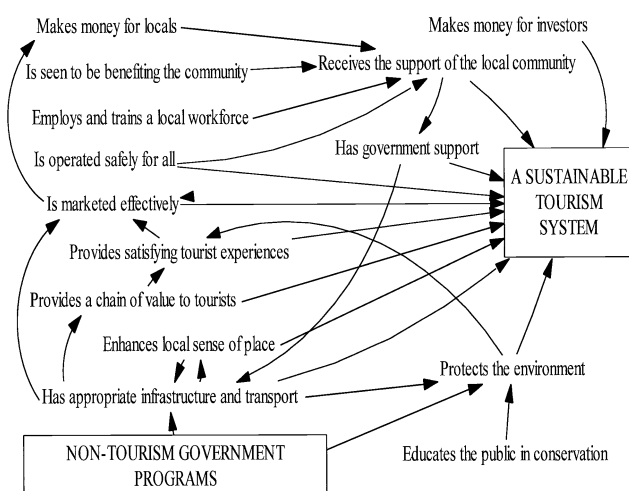 Makes money for locals
Makes money for investors
Is seen to be benefiting the community
Receives the support of the local community
Employs and trains a local workforce
Has government support
Is operated safely for all
A SUSTAINABLE
TOURISM
SYSTEM
Is marketed effectively
Provides satisfying tourist experiences
Provides a chain of value to tourists
Enhances local sense of place
Protects the environment
Has appropriate infrastructure and transport
NON-TOURISM GOVERNMENT
PROGRAMS
Educates the public in conservation